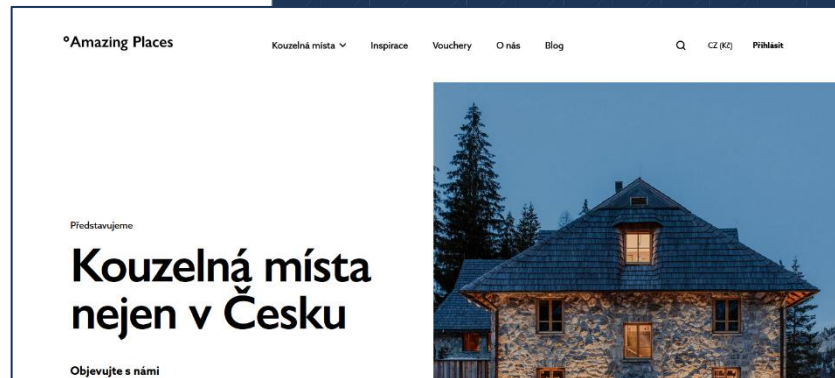 °Amazing Places
Kouzelná místa
Inspirace
Vouchery
O nás
Blog
CZ (Kč)
Přihlásit
Představujeme
Kouzelná místa
nejen v Česku
Objevujte s námi